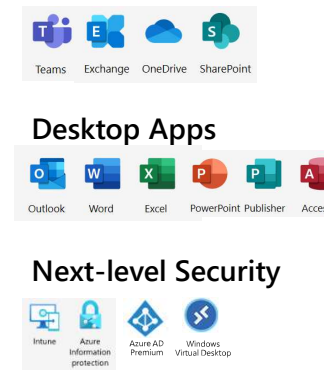 Teams Exchange OneDrive SharePoint
Desktop Apps
Outlook Word Excel PowerPoint Publisher
Next-level Security
Intune Azure Information protection Azure AD Premium Windows Virtual Desktop